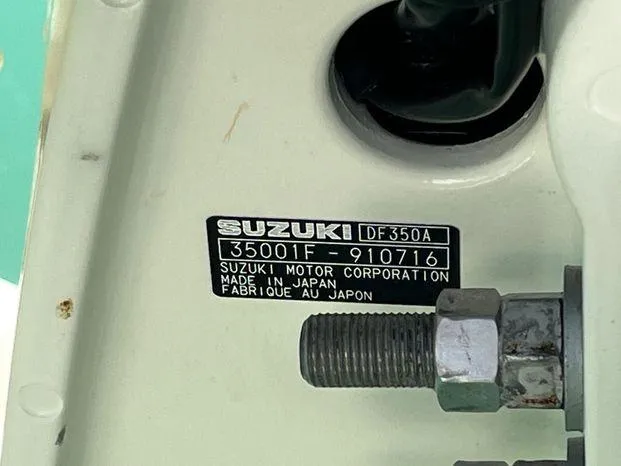 SUZUKI DF350A
35001F-910716
SUZUKI MOTOR CORPORATION
MADE IN JAPAN
FABRIQUE AU JAPON